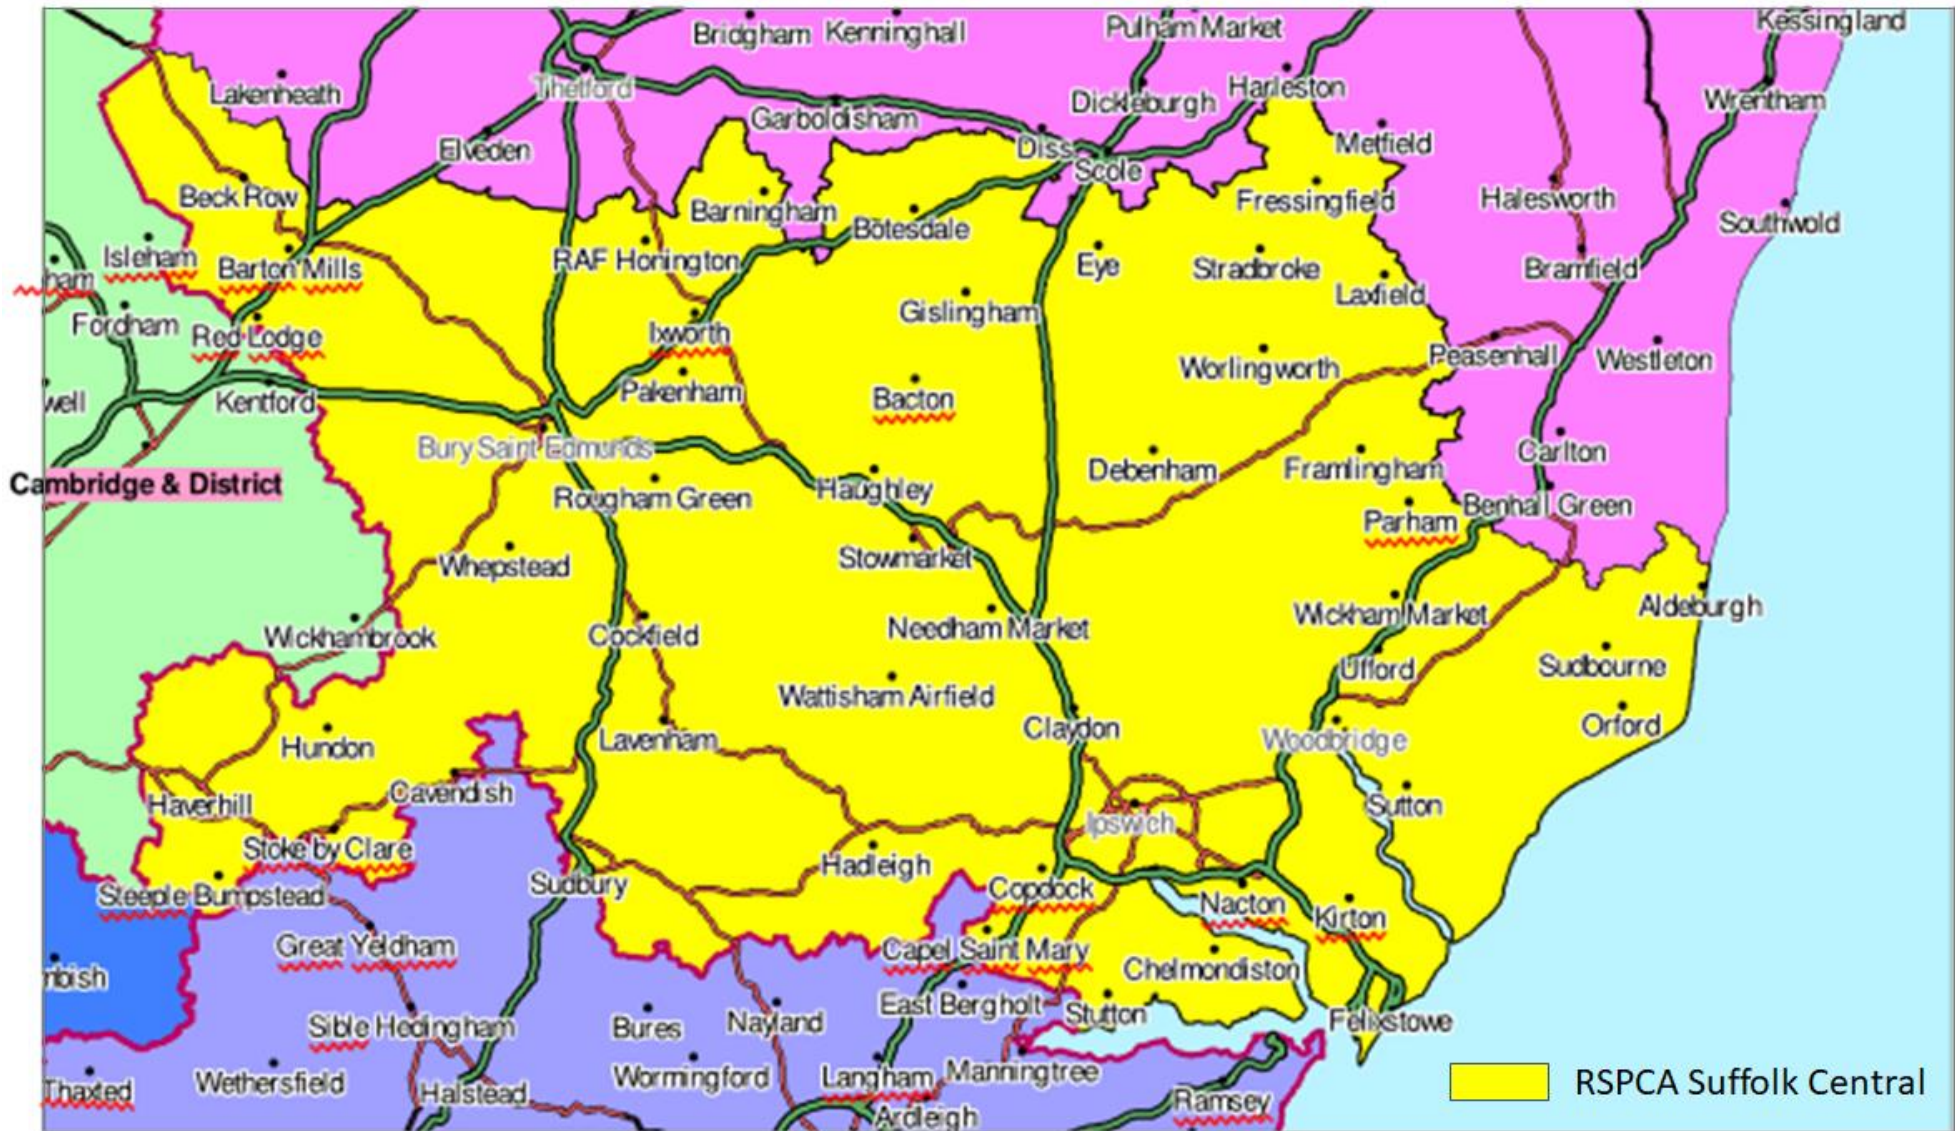 Kessingland
Bridgham
Kenninghall
Pulham Market
Lakenheath
Thetford
Harleston
Dickleburgh
Wrentham
Garboldisham
Elveden
Diss
Metfield
Scole
Beck Row
Barningham
Botesdale
Fressingfield
Halesworth
Southwold
Isleham
Barton Mills
RAF Honington
Eye
Stradbroke
Bramfield
ham
Laxfield
Fordham
Red Lodge
Ixworth
Gislingham
Worlingworth
Peasenhall
Westleton
well
Kentford
Pakenham
Bacton
Bury Saint Edmunds
Debenham
Framlingham
Carlton
Cambridge & District
Rougham Green
Haughley
Parham
Benhall Green
Whepstead
Stowmarket
Wickhambrook
Cockfield
Needham Market
Wickham Market
Aldeburgh
Ufford
Sudbourne
Wattisham Airfield
Hundon
Lavenham
Claydon
Woodbridge
Orford
Haverhill
Cavendish
Ipswich
Sutton
Stoke by Clare
Hadleigh
Steeple Bumpstead
Sudbury
Copdock
Nacton
Kirton
Great Yeldham
Capel Saint Mary
Chelmondiston
nbish
East Bergholt
Stutton
Felixstowe
Sible Hedingham
Bures
Nayland
Thaxted
Wethersfield
Halstead
Wormingford
Langham
Manningtree
Ramsey
Ardleigh
RSPCA Suffolk Central